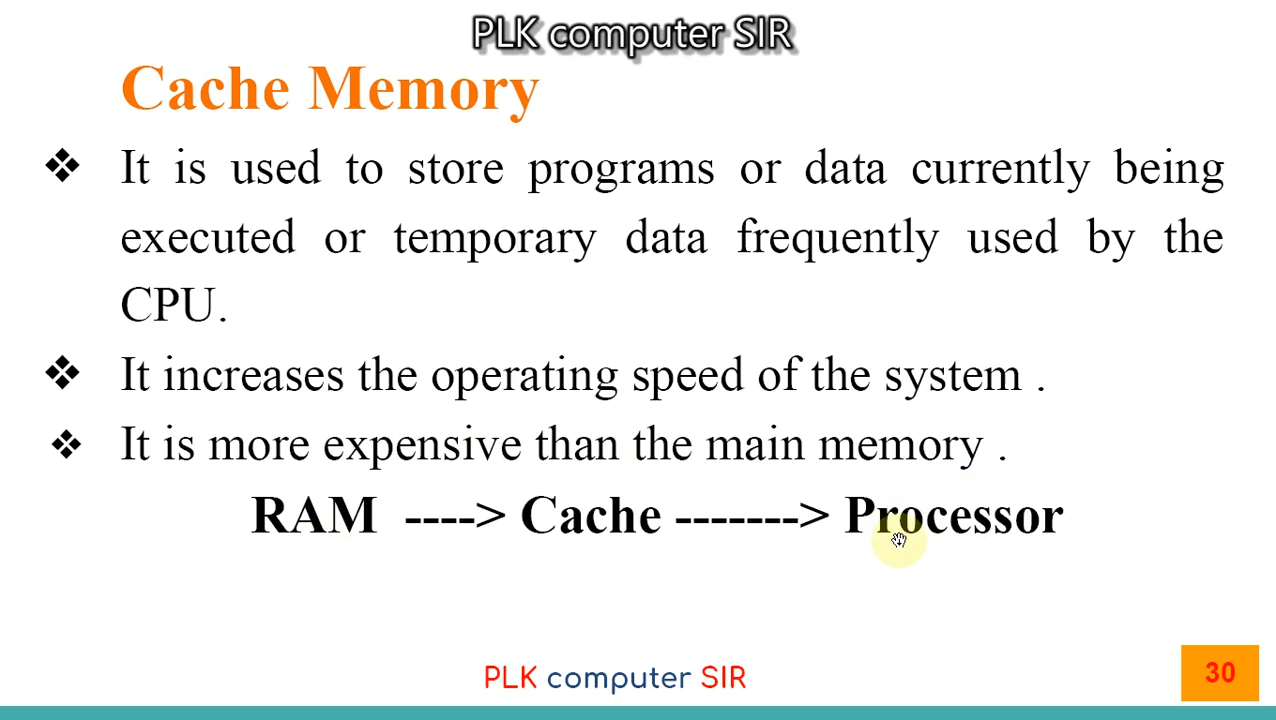 PLK computer SIR
Cache Memory
❖ It is used to store programs or data currently being
executed or temporary data frequently used by the
CPU.
❖ It increases the operating speed of the system .
❖ It is more expensive than the main memory .
RAM ----> Cache -------> Processor
PLK computer SIR
30